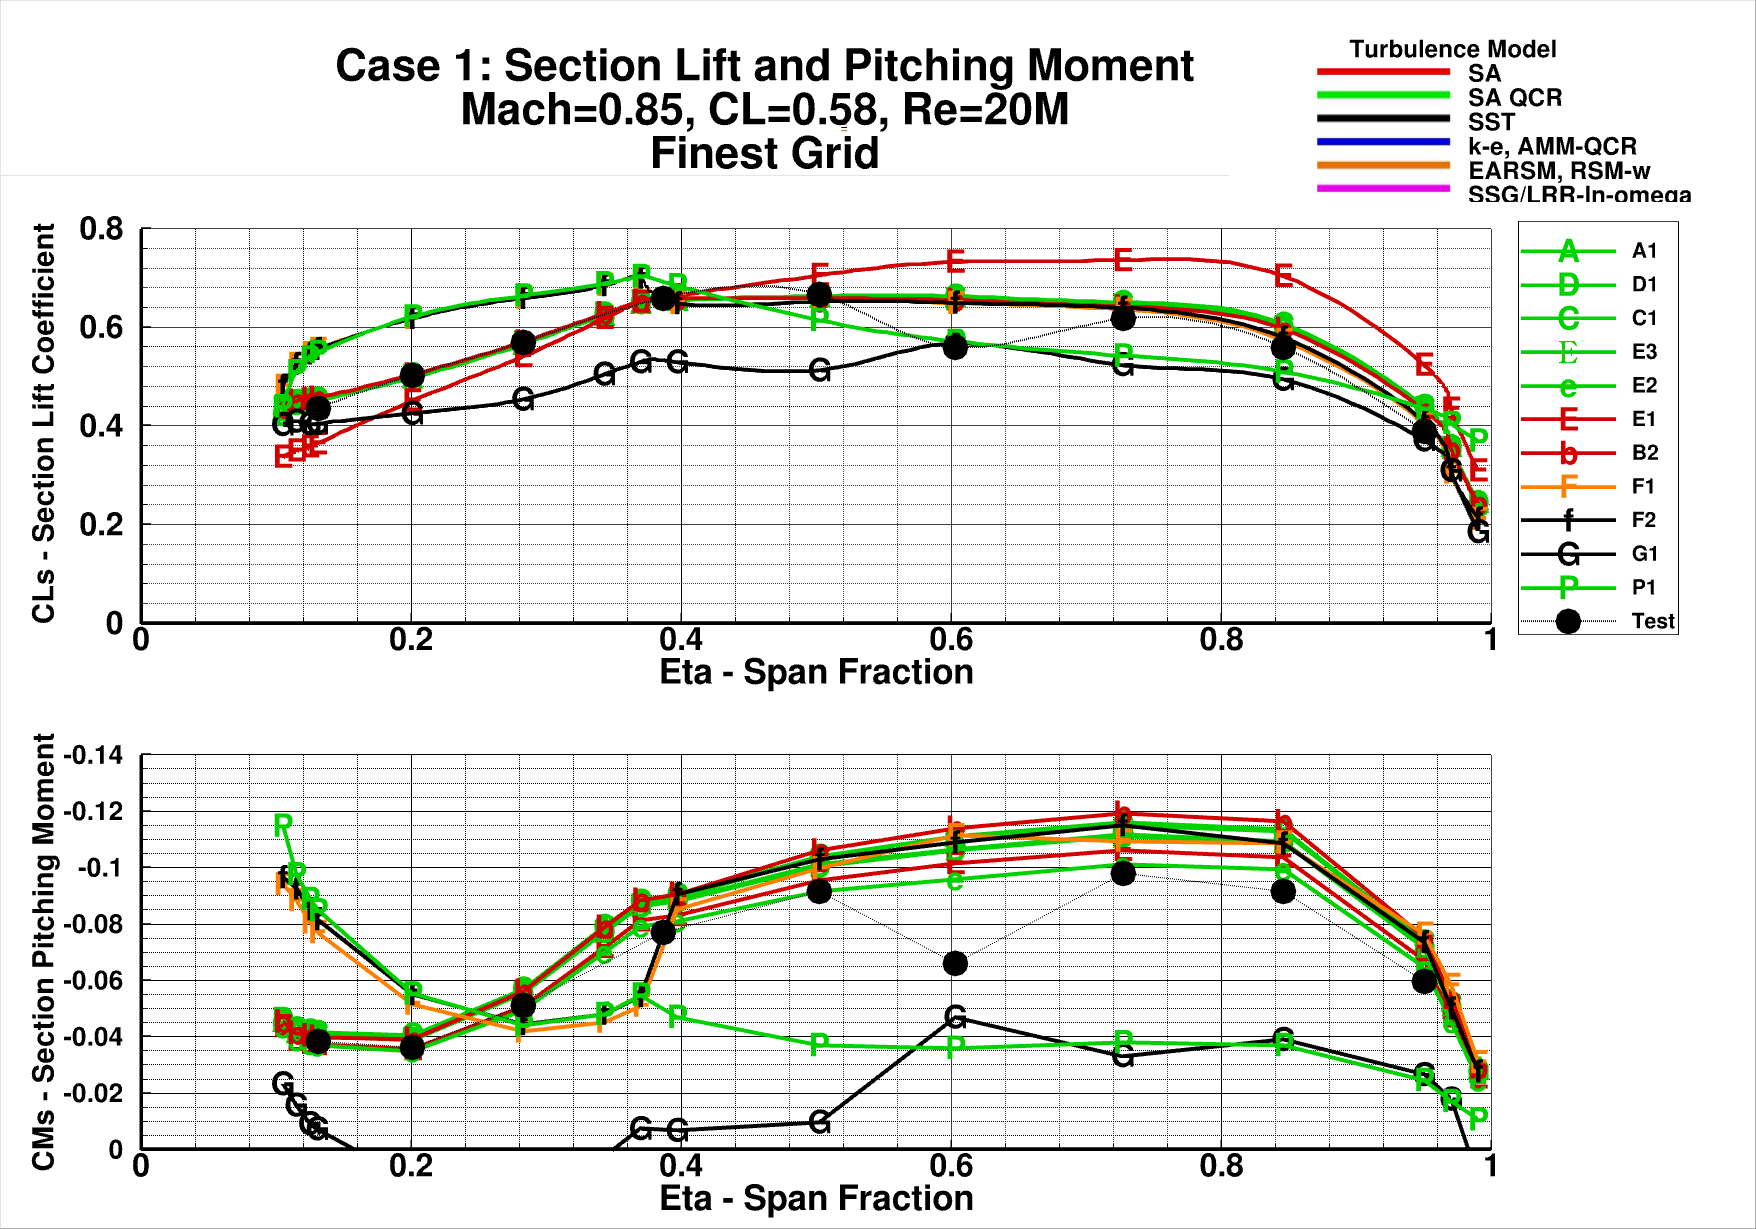 Case 1: Section Lift and Pitching Moment
Mach=0.85, CL=0.58, Re=20M
Finest Grid
Turbulence Model
SA
SA QCR
SST
k-e, AMM-QCR
EARSM, RSM-w
SSG/LRR-ln-omega
CLs - Section Lift Coefficient
0.8
0.6
0.4
0.2
0
0 0.2 0.4 0.6 0.8 1
Eta - Span Fraction
A A1
D D1
C C1
E E3
e E2
E E1
b B2
F F1
f F2
G G1
P P1
Test
CMs - Section Pitching Moment
-0.14
-0.12
-0.1
-0.08
-0.06
-0.04
-0.02
0
0 0.2 0.4 0.6 0.8 1
Eta - Span Fraction